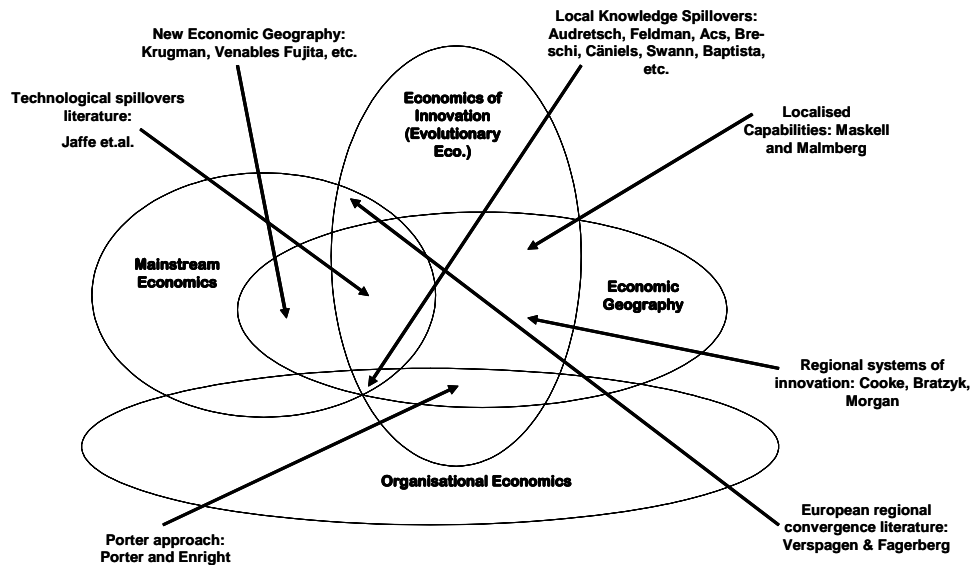 New Economic Geography:
Krugman, Venables Fujita, etc.
Local Knowledge Spillovers:
Audretsch, Feldman, Acs, Bre-
schi, Cäniels, Swann, Baptista,
etc.
Technological spillovers
literature:
Jaffe et.al.
Economics of
Innovation
(Evolutionary
Eco.)
Localised
Capabilities: Maskell
and Malmberg
Mainstream
Economics
Economic
Geography
Regional systems of
innovation: Cooke, Bratzyk,
Morgan
Organisational Economics
Porter approach:
Porter and Enright
European regional
convergence literature:
Verspagen & Fagerberg